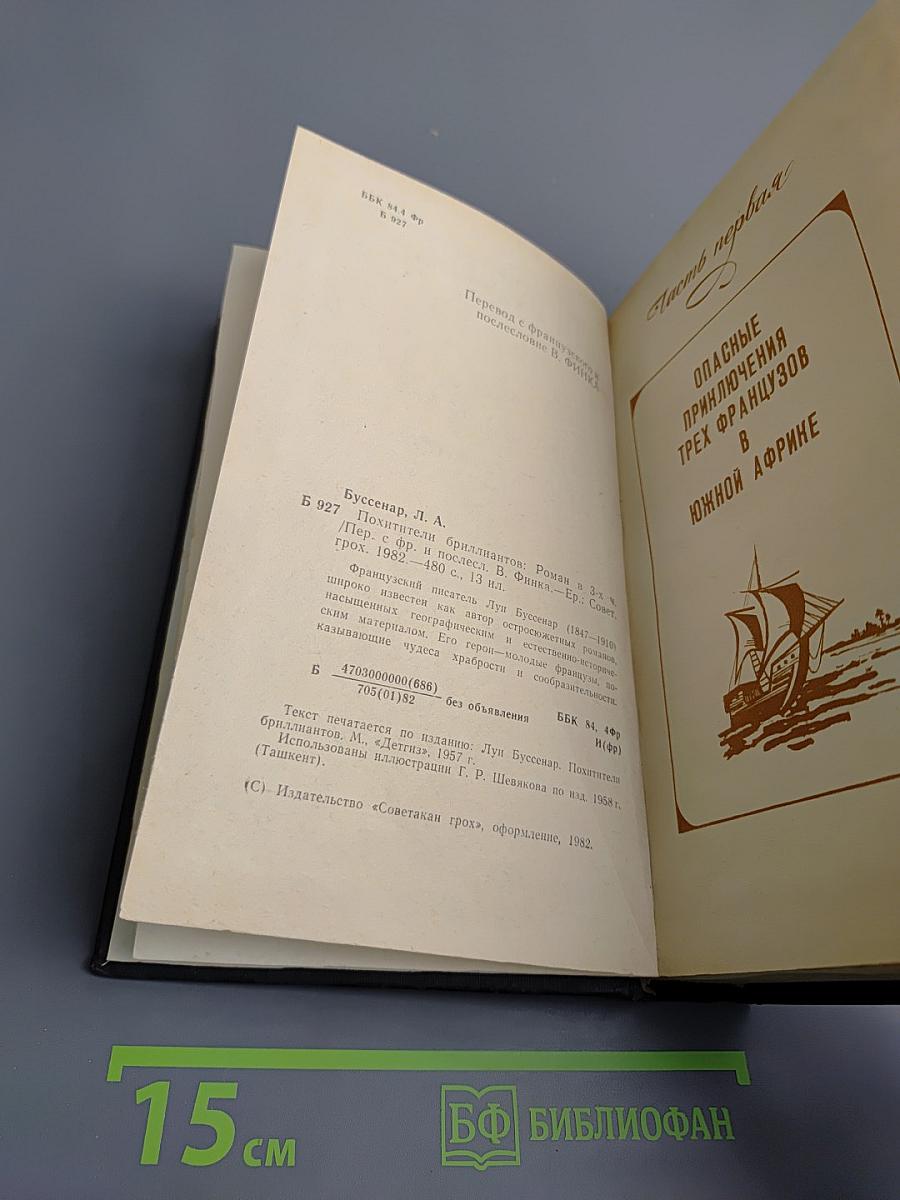 ББК 84.4 Фр
Б 927
Перевод с французского и
послесловие В. ФИНКА
Буссенар, Л. А.
Б 927 Похитители бриллиантов: Роман в 3-х ч.
/Пер. с фр. и послесл. В. Финка.—Ер.: Совет.
грох. 1982.—480 с., 13 ил.
Французский писатель Луи Буссенар (1847—1910)
широко известен как автор остросюжетных романов,
насыщенных географическим и естественно-историче-
ским материалом. Его герои—молодые французы, по-
казывающие чудеса храбрости и сообразительности.
Б 4703000000(686)
705(01)82 без объявления
ББК 84, 4Фр
И(фр)
Текст печатается по изданию: Луи Буссенар. Похитители
бриллиантов. М., «Детгиз», 1957 г.
Использованы иллюстрации Г. Р. Шевякова по изд. 1958 г.
(Ташкент).
(С) Издательство «Советакан грох», оформление, 1982.
Часть первая
ОПАСНЫЕ
ПРИКЛЮЧЕНИЯ
ТРЕХ ФРАНЦУЗОВ
В
ЮЖНОЙ АФРИКЕ
15 см
БФ БИБЛИОФАН